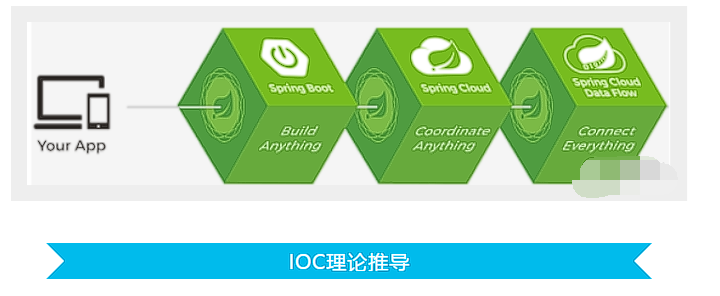 Your App
Spring Boot
Build
Anything
Spring Cloud
Coordinate
Anything
Spring Cloud
Data Flow
Connect
Everything
IOC理论推导